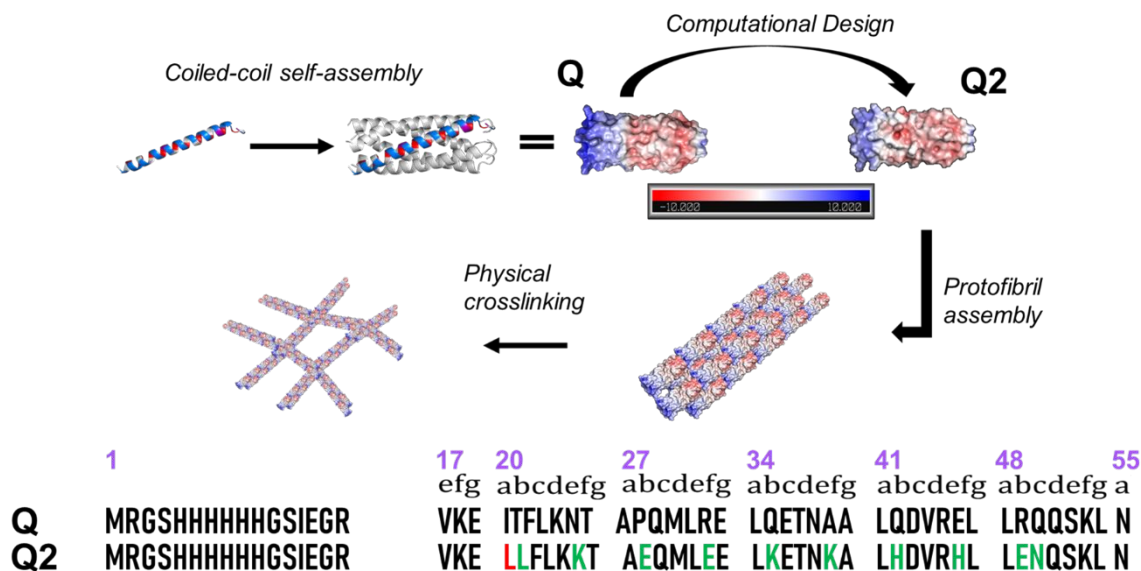 Computational Design
Coiled-coil self-assembly
Q
Q2
=
-10.000 10.000
Physical
crosslinking
Protofibril
assembly
1 17 20 27 34 41 48 55
efg abcdefg abcdefg abcdefg abcdefg abcdefg a
Q MRGSHHHHHHGSIEGR VKE ITFLKNT APQMLRE LQETNAA LQDVREL LRQQSKL N
Q2 MRGSHHHHHHGSIEGR VKE LLFLKKT AEQMLEE LKETNKA LHDVRHL LENQSKL N